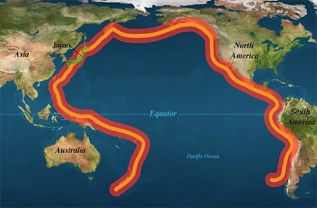 Japan
Asia
North
America
Equator
South
America
Australia
Pacific Ocean